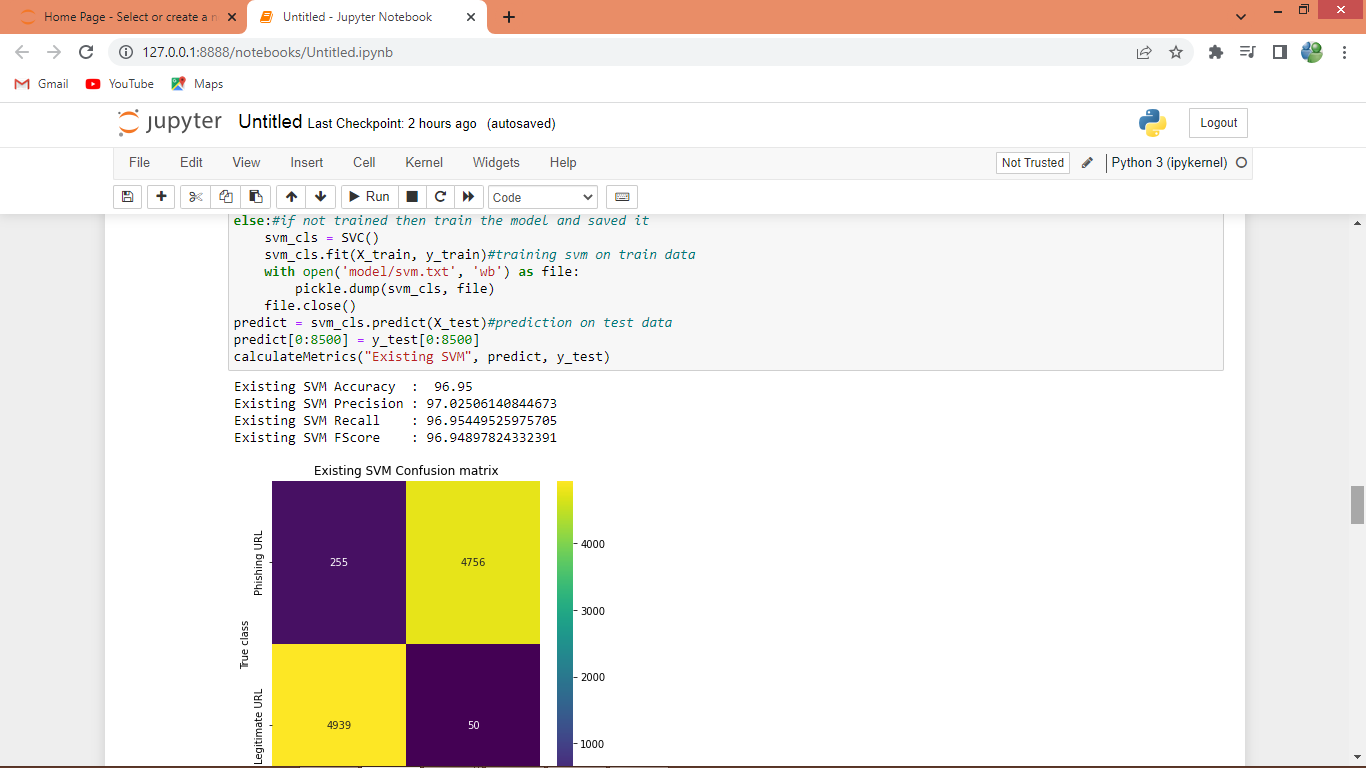 Home Page - Select or create a n
Untitled - Jupyter Notebook
127.0.0.1:8888/notebooks/Untitled.ipynb
Gmail YouTube Maps
jupyter Untitled Last Checkpoint: 2 hours ago (autosaved)
Logout
File Edit View Insert Cell Kernel Widgets Help
Not Trusted
Python 3 (ipykernel)
Run
Code
else:#if not trained then train the model and saved it
    svm_cls = SVC()
    svm_cls.fit(X_train, y_train)#training svm on train data
    with open('model/svm.txt', 'wb') as file:
        pickle.dump(svm_cls, file)
    file.close()
predict = svm_cls.predict(X_test)#prediction on test data
predict[0:8500] = y_test[0:8500]
calculateMetrics("Existing SVM", predict, y_test)
Existing SVM Accuracy  :  96.95
Existing SVM Precision : 97.02506140844673
Existing SVM Recall    : 96.95449525975705
Existing SVM FScore    : 96.94897824332391
Existing SVM Confusion matrix
True class
Phishing URL
Legitimate URL
255
4756
4939
50
4000
3000
2000
1000